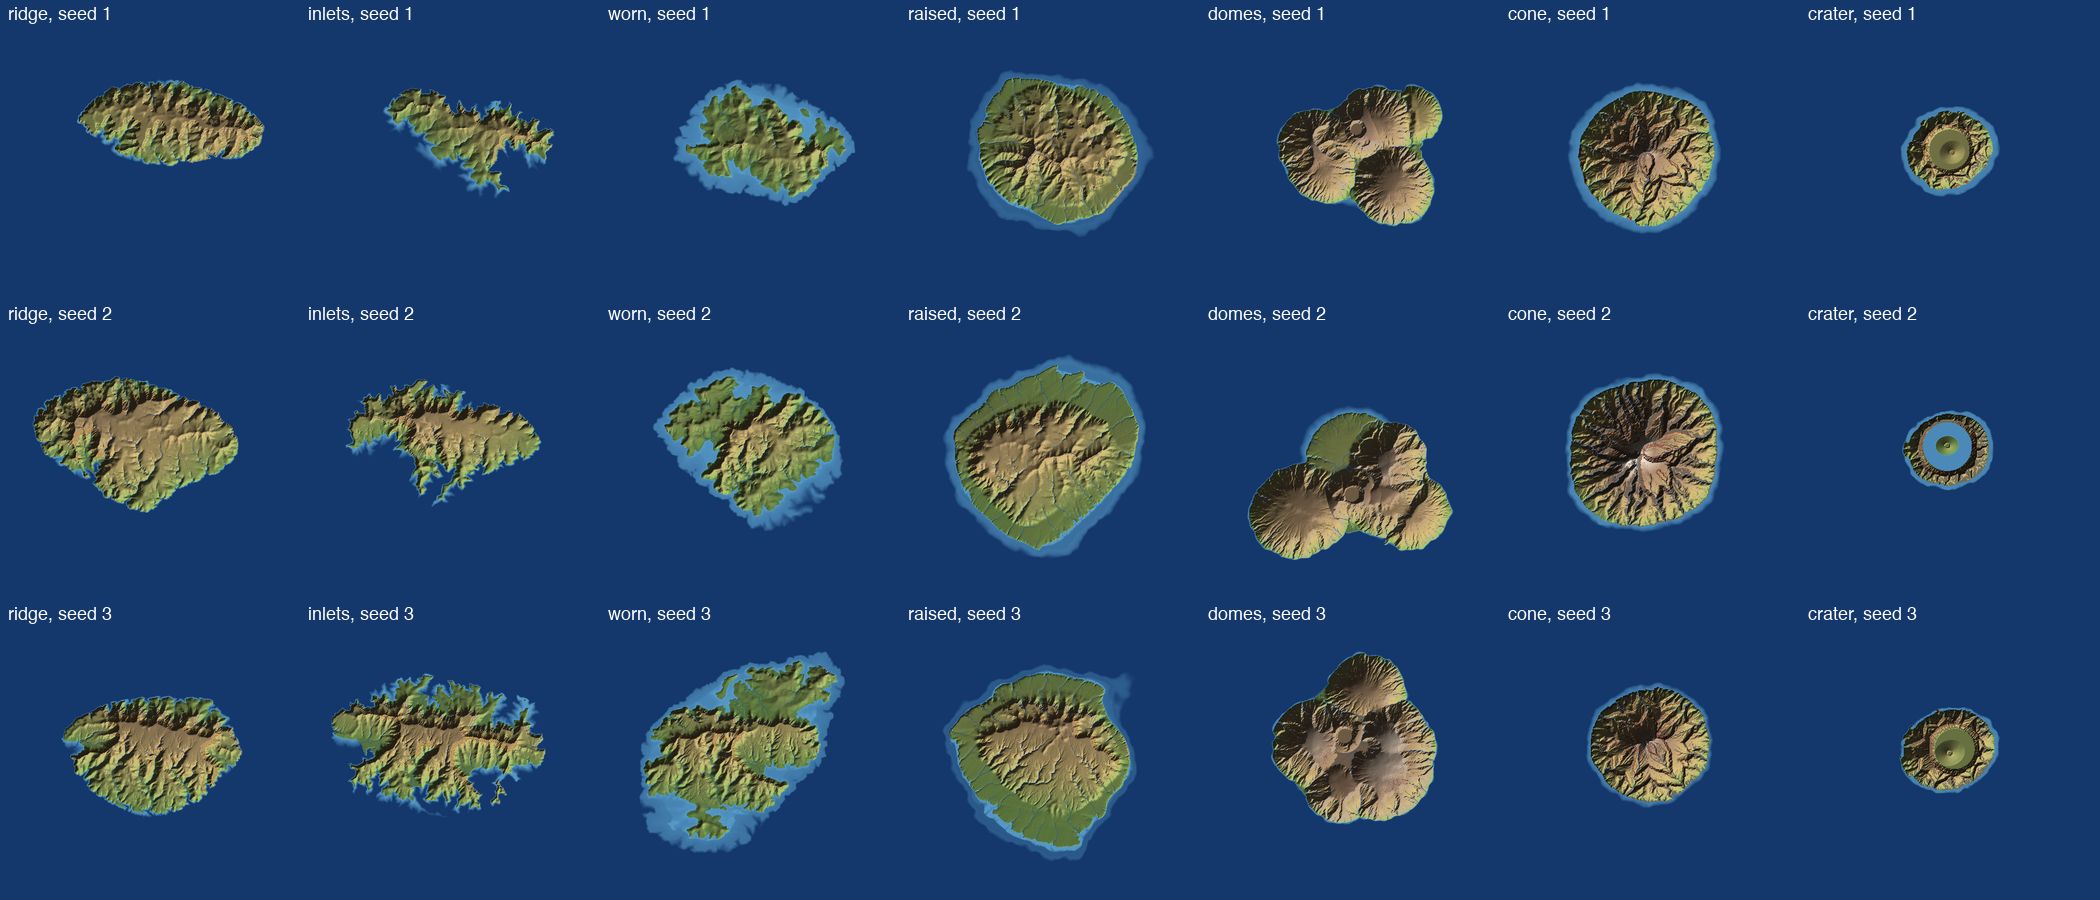 ridge, seed 1
inlets, seed 1
worn, seed 1
raised, seed 1
domes, seed 1
cone, seed 1
crater, seed 1
ridge, seed 2
inlets, seed 2
worn, seed 2
raised, seed 2
domes, seed 2
cone, seed 2
crater, seed 2
ridge, seed 3
inlets, seed 3
worn, seed 3
raised, seed 3
domes, seed 3
cone, seed 3
crater, seed 3